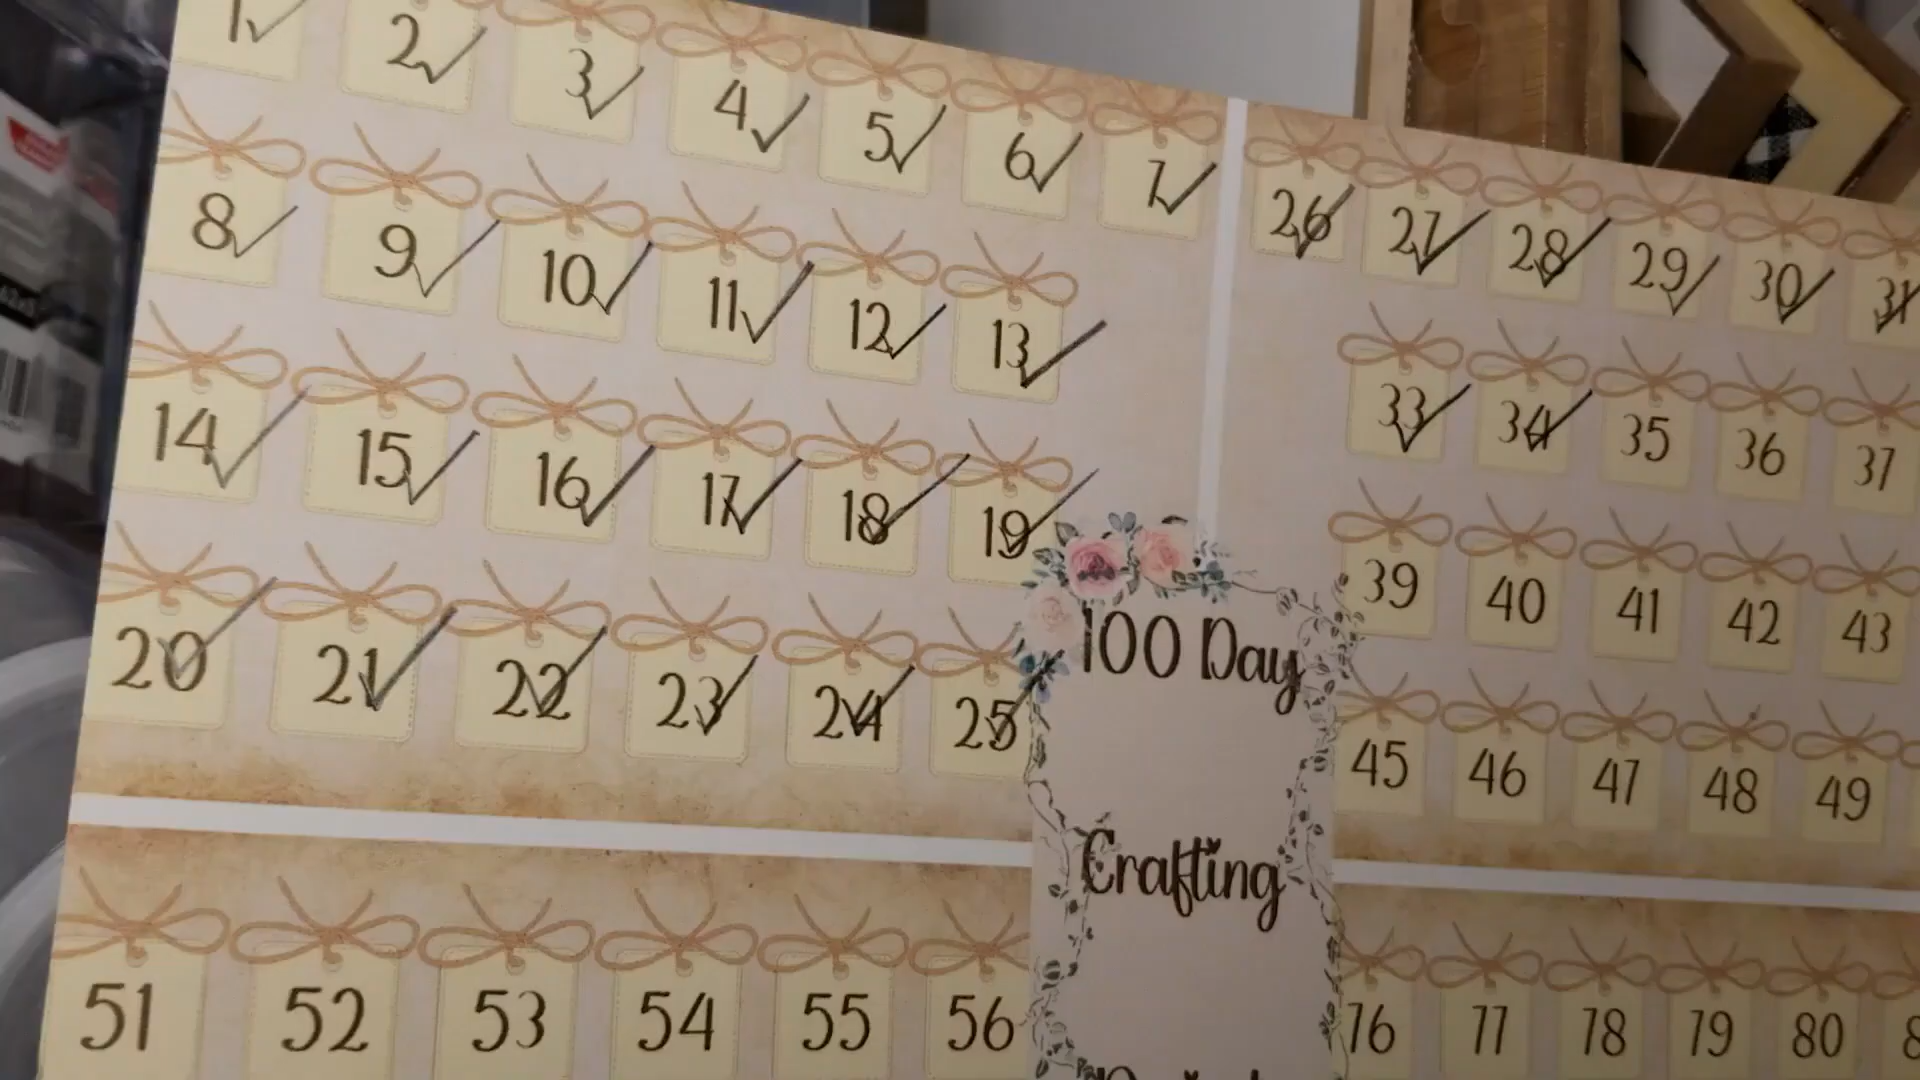 1 2 3 4 5 6 7
8 9 10 11 12 13
14 15 16 17 18 19
20 21 22 23 24 25
26 27 28 29 30 31
33 34 35 36 37
39 40 41 42 43
45 46 47 48 49
100 Day
Crafting
51 52 53 54 55 56
76 77 78 79 80